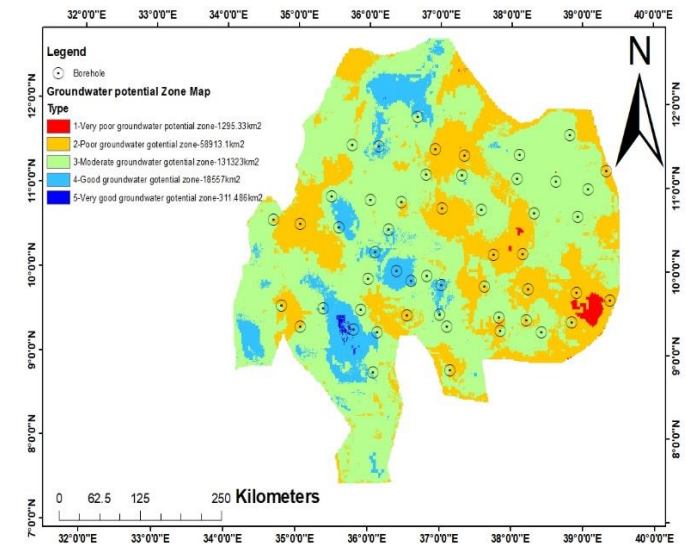 32°0'0"E 33°0'0"E 34°0'0"E 35°0'0"E 36°0'0"E 37°0'0"E 38°0'0"E 39°0'0"E 40°0'0"E
Legend
Borehole
Groundwater potential Zone Map
Type
1-Very poor groundwater potential zone-1295.33km2
2-Poor groundwater gotential zone-58913.1km2
3-Moderate groundwater gotential zone-131323km2
4-Good groundwater gotential zone-18557km2
5-Very good groundwater gotential zone-311.486km2
N
12°0'0"N 12°0'0"N
11°0'0"N 11°0'0"N
10°0'0"N 10°0'0"N
9°0'0"N 9°0'0"N
8°0'0"N 8°0'0"N
7°0'0"N 7°0'0"N
0 62.5 125 250 Kilometers
32°0'0"E 33°0'0"E 34°0'0"E 35°0'0"E 36°0'0"E 37°0'0"E 38°0'0"E 39°0'0"E 40°0'0"E